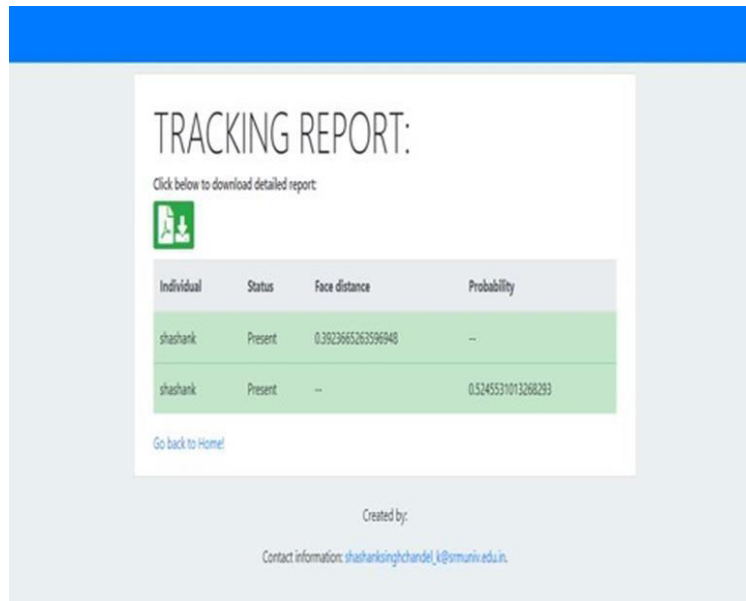 TRACKING REPORT:
Click below to download detailed report:
Individual Status Face distance Probability
shashank Present 0.3923665263596948 --
shashank Present -- 0.5245531013268293
Go back to Home!
Created by:
Contact information: shashanksinghchandel_k@srmuniv.edu.in.